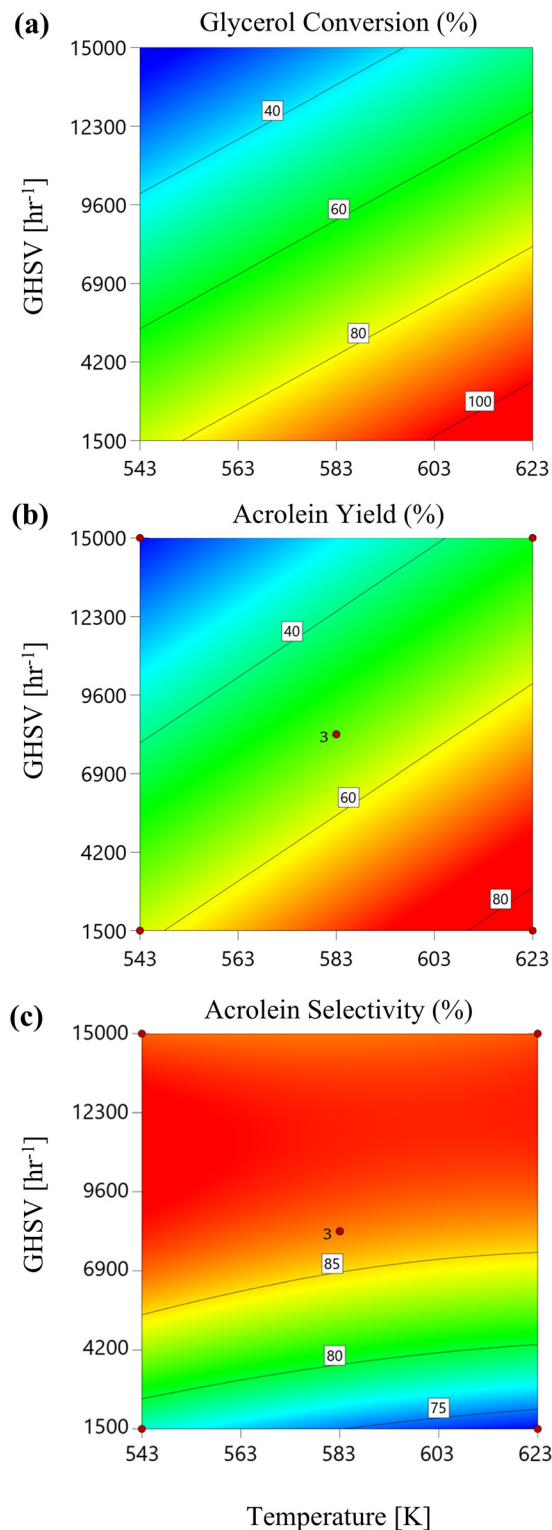 (a)
Glycerol Conversion (%)
15000
12300
9600
6900
4200
1500
GHSV [hr-1]
40
60
80
100
543 563 583 603 623
(b)
Acrolein Yield (%)
15000
12300
9600
6900
4200
1500
GHSV [hr-1]
40
3
60
80
543 563 583 603 623
(c)
Acrolein Selectivity (%)
15000
12300
9600
6900
4200
1500
GHSV [hr-1]
3
85
80
75
543 563 583 603 623
Temperature [K]